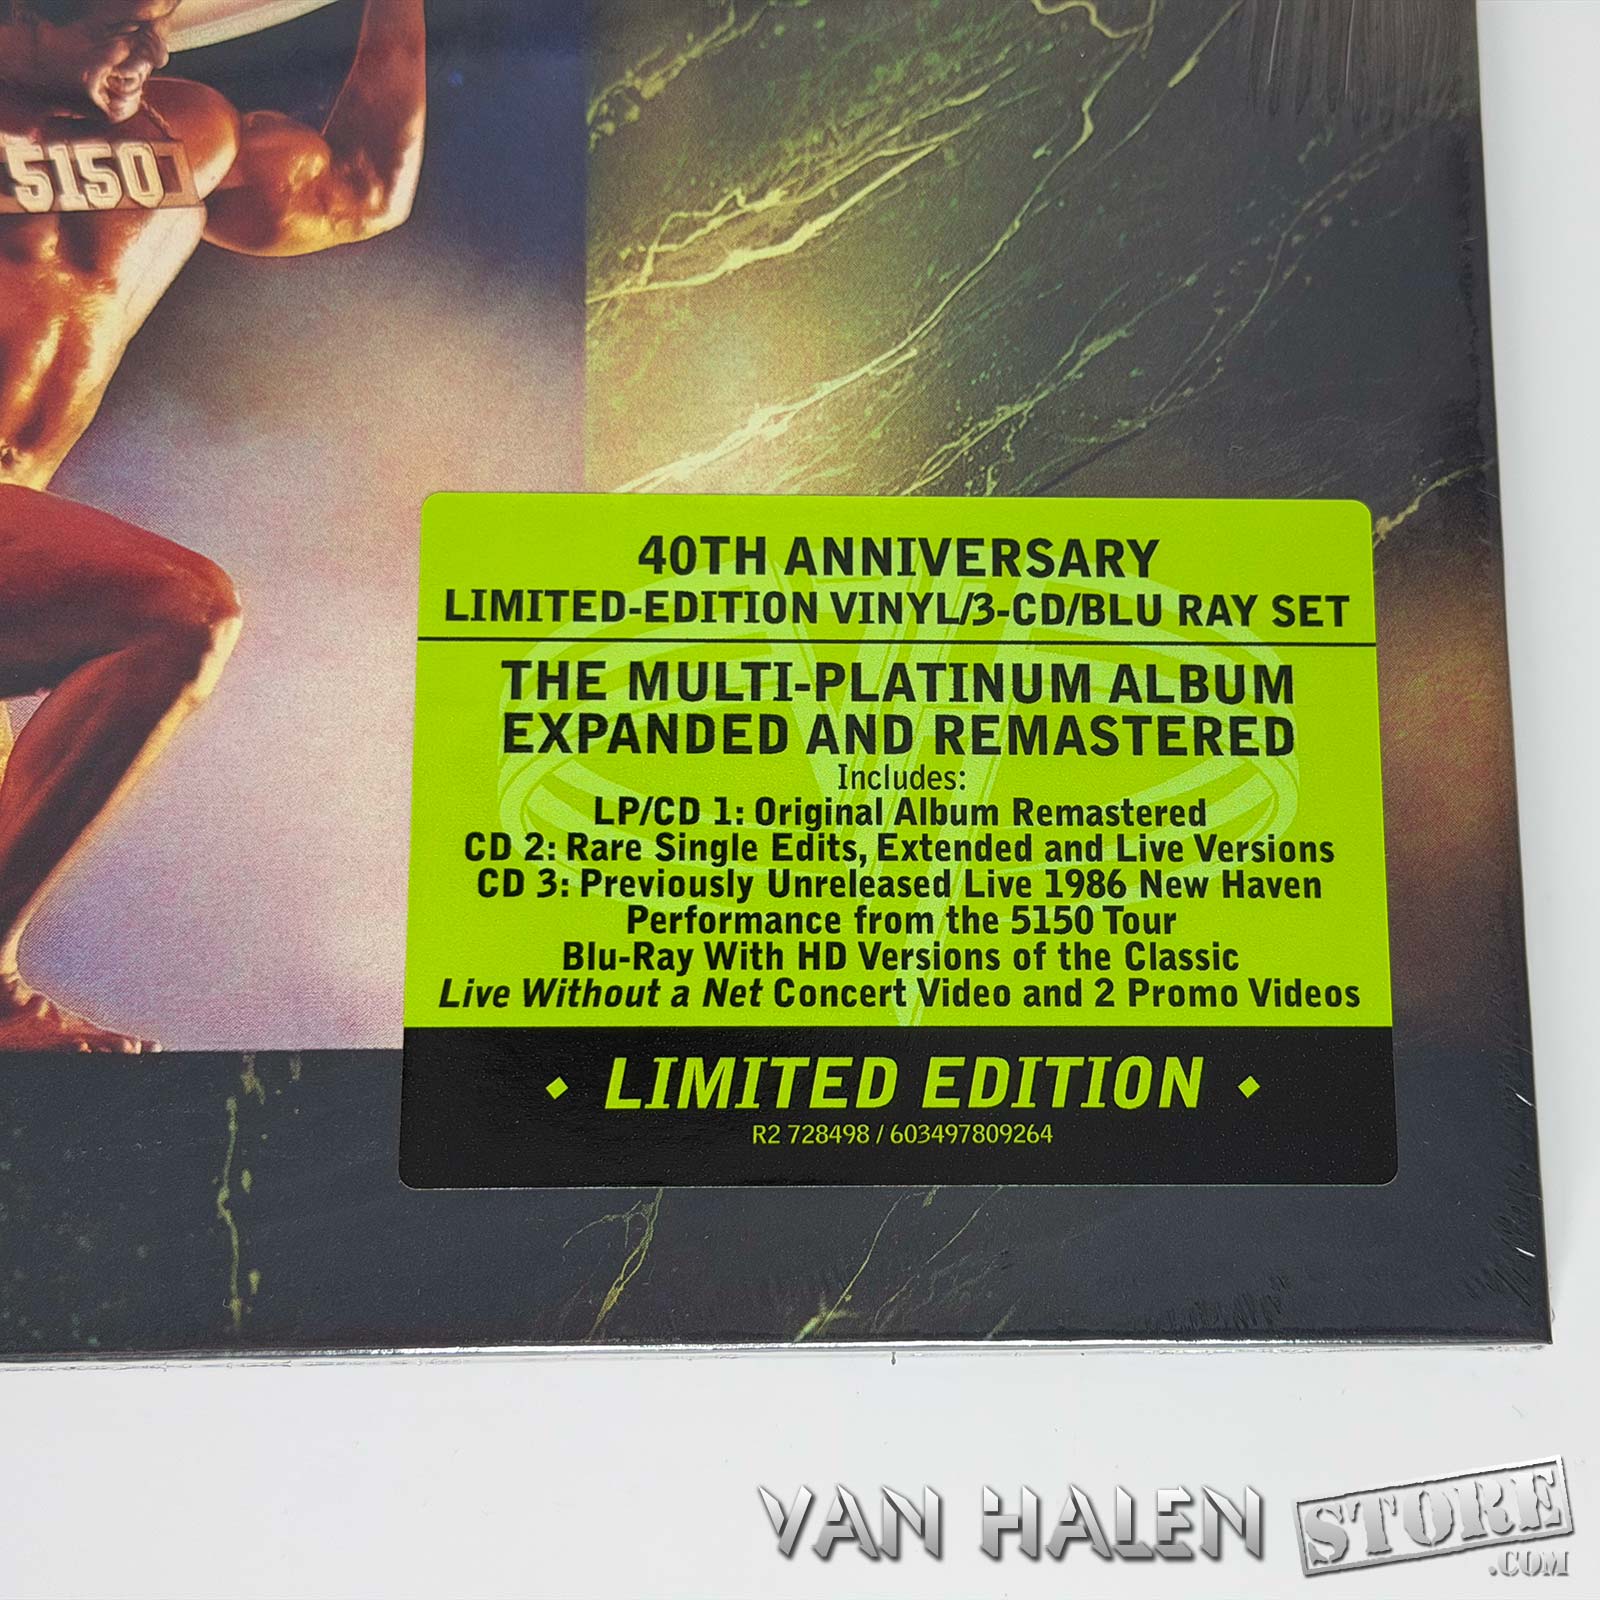 5150
40TH ANNIVERSARY
LIMITED-EDITION VINYL/3-CD/BLU RAY SET
THE MULTI-PLATINUM ALBUM
EXPANDED AND REMASTERED
Includes:
LP/CD 1: Original Album Remastered
CD 2: Rare Single Edits, Extended and Live Versions
CD 3: Previously Unreleased Live 1986 New Haven
Performance from the 5150 Tour
Blu-Ray With HD Versions of the Classic
Live Without a Net Concert Video and 2 Promo Videos
LIMITED EDITION
R2 728498 / 603497809264
VAN HALEN STORE
.COM